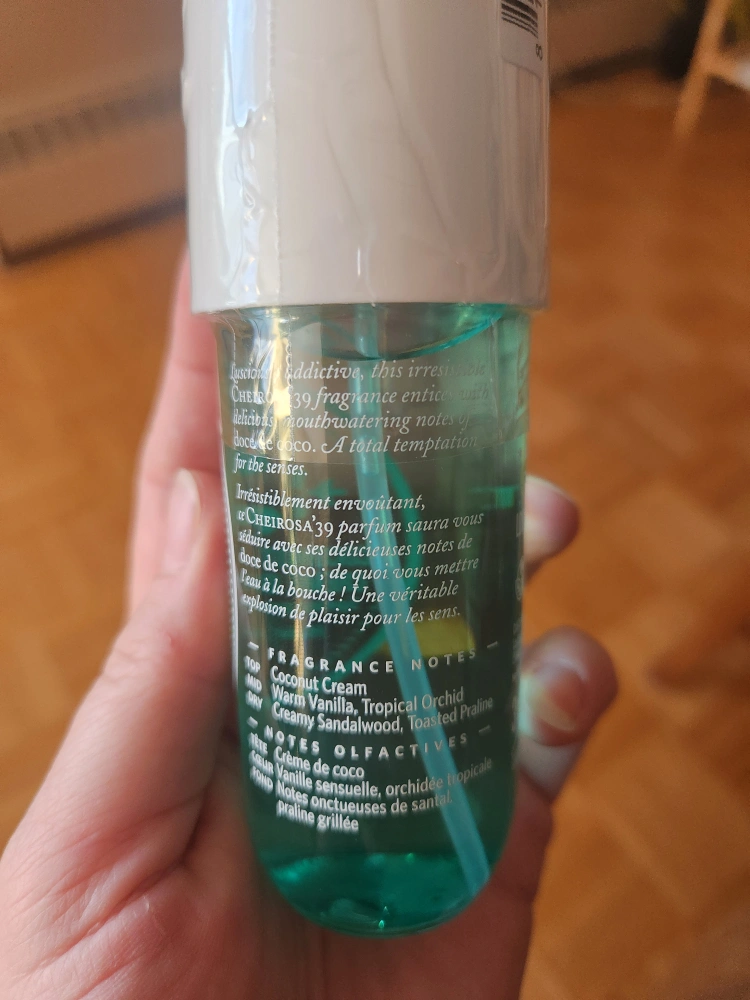 Luscious, addictive, this irresistible
CHEIROSA'39 fragrance entices with
delicious, mouthwatering notes of
doce de coco. A total temptation
for the senses.
Irrésistiblement envoûtant,
ce CHEIROSA'39 parfum saura vous
séduire avec ses délicieuses notes de
doce de coco ; de quoi vous mettre
l'eau à la bouche ! Une véritable
explosion de plaisir pour les sens.
— FRAGRANCE NOTES —
TOP Coconut Cream
MID Warm Vanilla, Tropical Orchid
DRY Creamy Sandalwood, Toasted Praline
— NOTES OLFACTIVES —
TÊTE Crème de coco
CŒUR Vanille sensuelle, orchidée tropicale
FOND Notes onctueuses de santal,
praline grillée